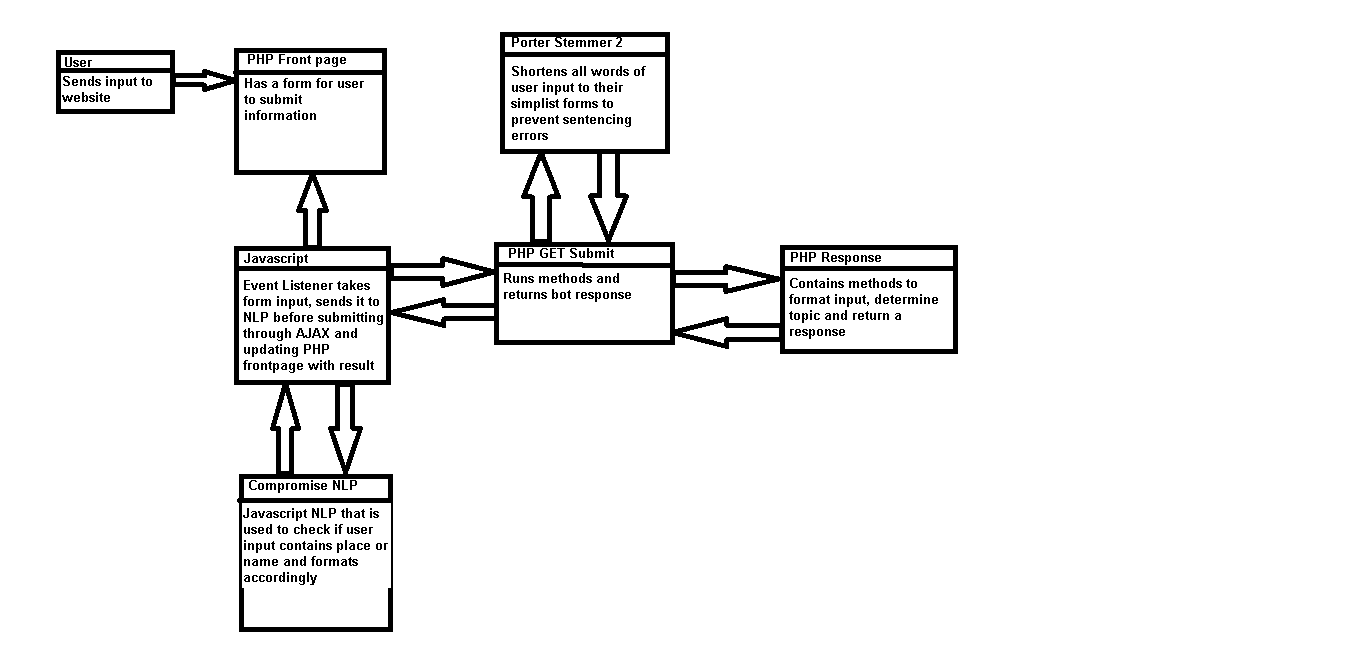 User
Sends input to
website
PHP Front page
Has a form for user
to submit
information
Porter Stemmer 2
Shortens all words of
user input to their
simplist forms to
prevent sentencing
errors
Javascript
Event Listener takes
form input, sends it to
NLP before submitting
through AJAX and
updating PHP
frontpage with result
PHP GET Submit
Runs methods and
returns bot response
PHP Response
Contains methods to
format input, determine
topic and return a
response
Compromise NLP
Javascript NLP that is
used to check if user
input contains place or
name and formats
accordingly